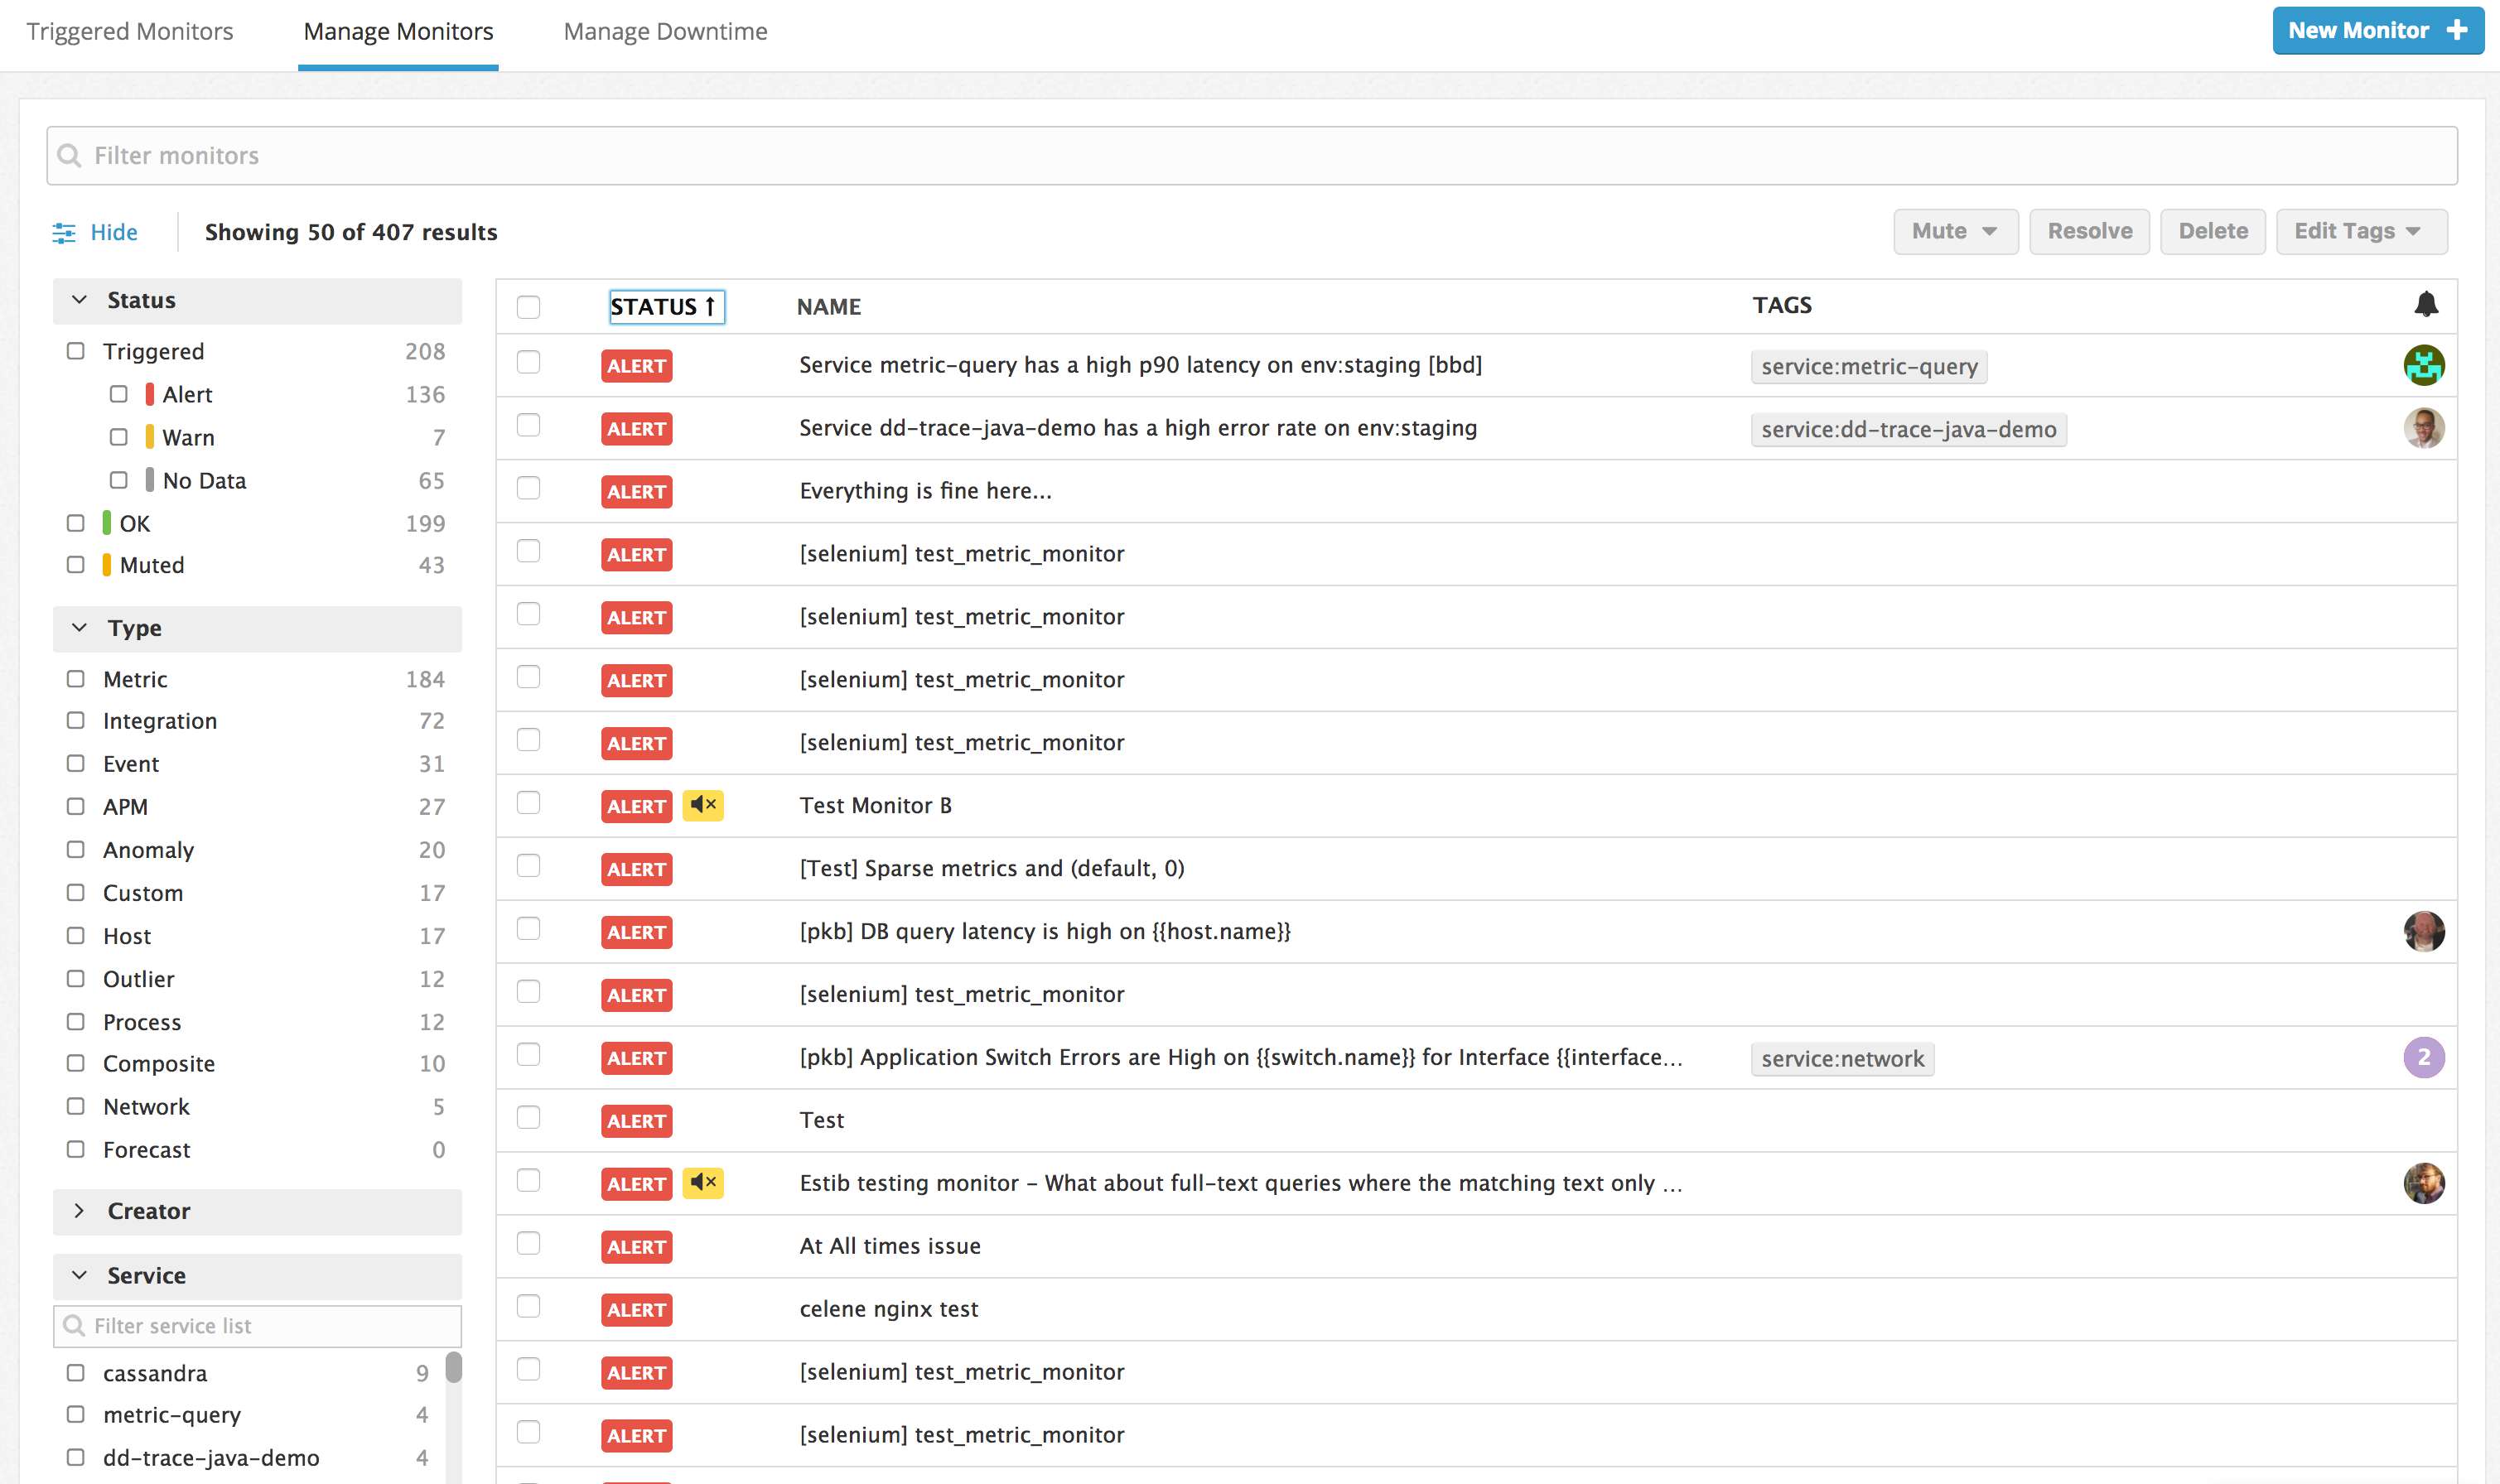 Triggered Monitors Manage Monitors Manage Downtime New Monitor +
Filter monitors
Hide Showing 50 of 407 results Mute Resolve Delete Edit Tags
Status
Triggered 208
Alert 136
Warn 7
No Data 65
OK 199
Muted 43
Type
Metric 184
Integration 72
Event 31
APM 27
Anomaly 20
Custom 17
Host 17
Outlier 12
Process 12
Composite 10
Network 5
Forecast 0
Creator
Service
Filter service list
cassandra 9
metric-query 4
dd-trace-java-demo 4
STATUS ↑ NAME TAGS
ALERT Service metric-query has a high p90 latency on env:staging [bbd] service:metric-query
ALERT Service dd-trace-java-demo has a high error rate on env:staging service:dd-trace-java-demo
ALERT Everything is fine here...
ALERT [selenium] test_metric_monitor
ALERT [selenium] test_metric_monitor
ALERT [selenium] test_metric_monitor
ALERT [selenium] test_metric_monitor
ALERT Test Monitor B
ALERT [Test] Sparse metrics and (default, 0)
ALERT [pkb] DB query latency is high on {{host.name}}
ALERT [selenium] test_metric_monitor
ALERT [pkb] Application Switch Errors are High on {{switch.name}} for Interface {{interface... service:network 2
ALERT Test
ALERT Estib testing monitor – What about full-text queries where the matching text only ...
ALERT At All times issue
ALERT celene nginx test
ALERT [selenium] test_metric_monitor
ALERT [selenium] test_metric_monitor